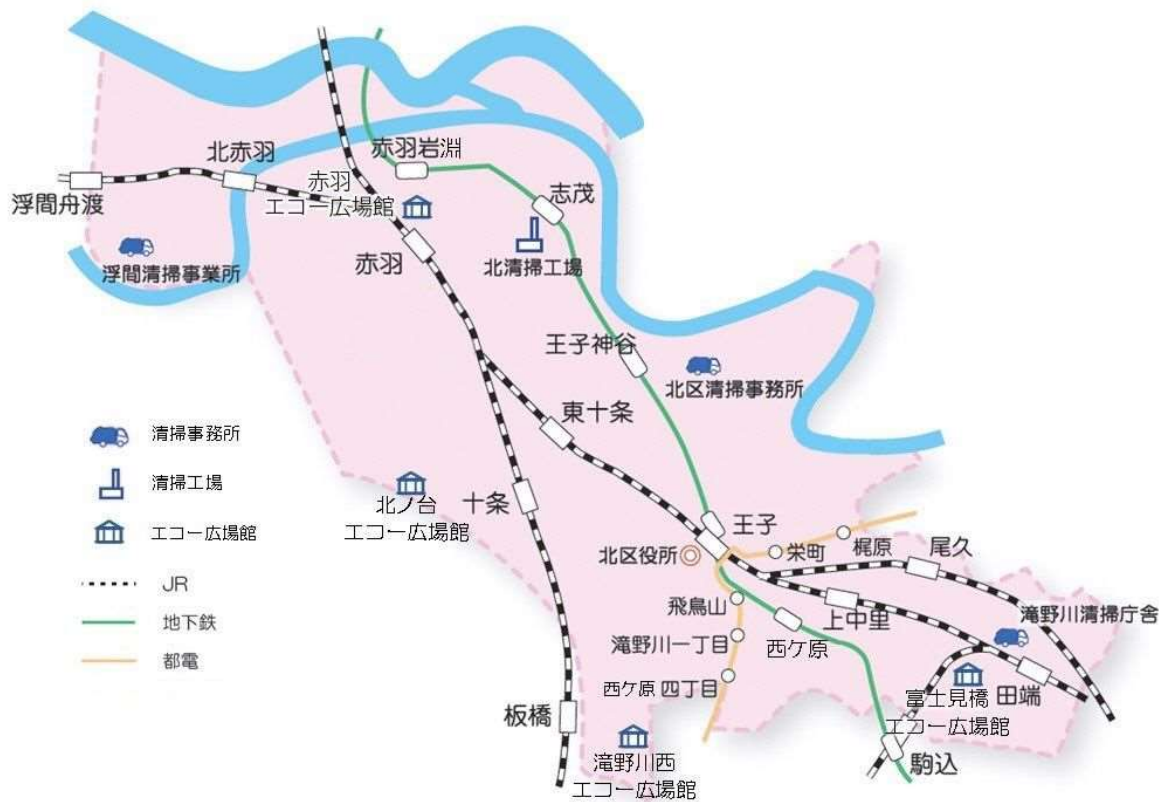 北赤羽
赤羽岩淵
浮間舟渡
赤羽
エコー広場館
志茂
浮間清掃事業所
赤羽
北清掃工場
王子神谷
北区清掃事務所
東十条
清掃事務所
清掃工場
エコー広場館
JR
地下鉄
都電
北ノ台
エコー広場館
十条
王子
北区役所
栄町
梶原
尾久
飛鳥山
上中里
滝野川清掃庁舎
滝野川一丁目
西ケ原
西ケ原 四丁目
板橋
富士見橋
エコー広場館
田端
滝野川西
エコー広場館
駒込